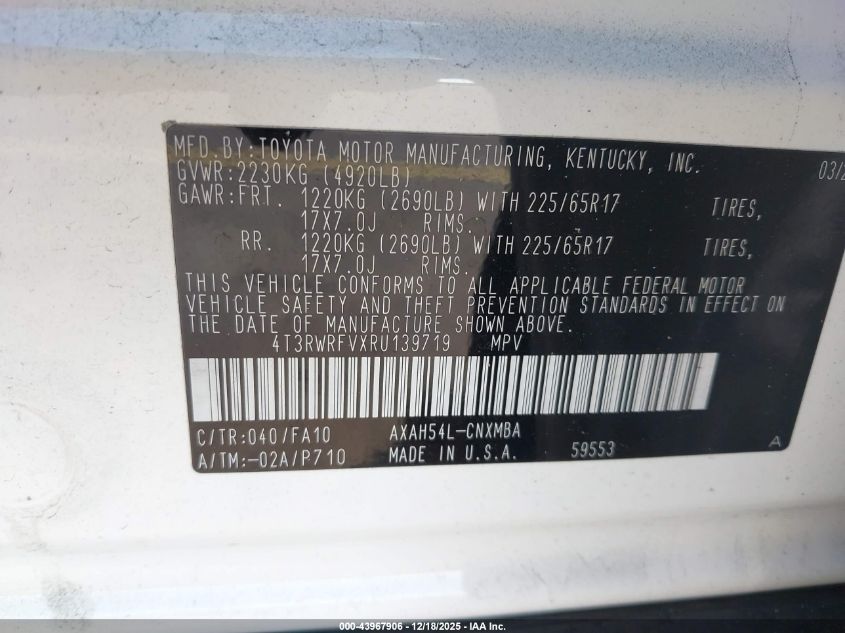 MFD.BY:TOYOTA MOTOR MANUFACTURING, KENTUCKY, INC. 03/2
GVWR:2230KG (4920LB)
GAWR:FRT. 1220KG (2690LB) WITH 225/65R17 TIRES,
17X7.0J RIMS.
RR. 1220KG (2690LB) WITH 225/65R17 TIRES,
17X7.0J RIMS.
THIS VEHICLE CONFORMS TO ALL APPLICABLE FEDERAL MOTOR
VEHICLE SAFETY AND THEFT PREVENTION STANDARDS IN EFFECT ON
THE DATE OF MANUFACTURE SHOWN ABOVE.
4T3RWRFVXRU139719 MPV
C/TR:040/FA10 AXAH54L-CNXMBA
A/TM:-02A/P710 MADE IN U.S.A. 59553 A
000-43967906 - 12/18/2025 - IAA Inc.